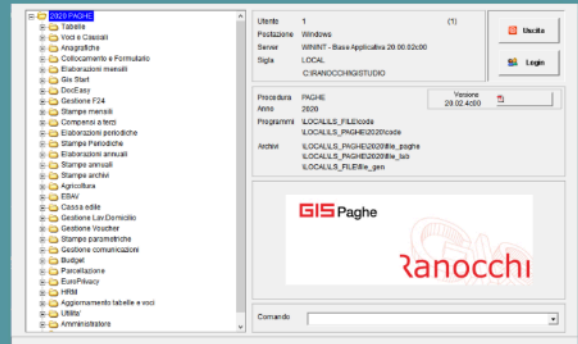 2020 PAGHE
Tabelle
Voci e Causali
Anagrafiche
Collocamento e Formulario
Elaborazioni mensili
Gis Start
DocEasy
Gestione F24
Stampe mensili
Compensi a terzi
Elaborazioni periodiche
Stampe Periodiche
Elaborazioni annuali
Stampe annuali
Stampe archivi
Agricoltura
EBAV
Cassa edile
Gestione Lav.Domicilio
Gestione Voucher
Stampe parametriche
Gestione comunicazioni
Budget
Parcellazione
EuroPrivacy
HRM
Aggiornamento tabelle e voci
Utilita'
Amministratore
Utente 1 (1)
Postazione Windows
Server WININT - Base Applicativa 20.00.02c00
Sigla LOCAL
C:\RANOCCHI\GISTUDIO
Uscita
Login
Procedura PAGHE
Anno 2020
Versione
20.02.4c00
Programmi \LOCAL\LS_FILE\code
\LOCAL\LS_PAGHE\2020\code
Archivi \LOCAL\LS_PAGHE\2020\file_paghe
\LOCAL\LS_PAGHE\2020\file_tab
\LOCAL\LS_FILE\file_gen
GIS Paghe
Ranocchi
Comando